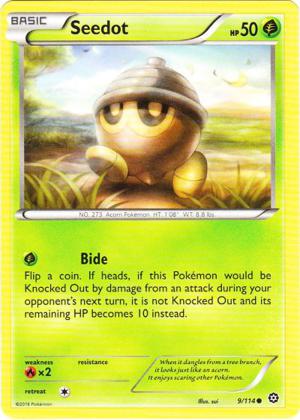 BASIC
Seedot
HP50
NO. 273 Acorn Pokémon HT. 1'08" WT. 8.8 lbs.
Bide
Flip a coin. If heads, if this Pokémon would be
Knocked Out by damage from an attack during your
opponent's next turn, it is not Knocked Out and its
remaining HP becomes 10 instead.
weakness
resistance
×2
retreat
When it dangles from a tree branch,
it looks just like an acorn.
It enjoys scaring other Pokémon.
©2016 Pokémon
Illus. sui
9/114